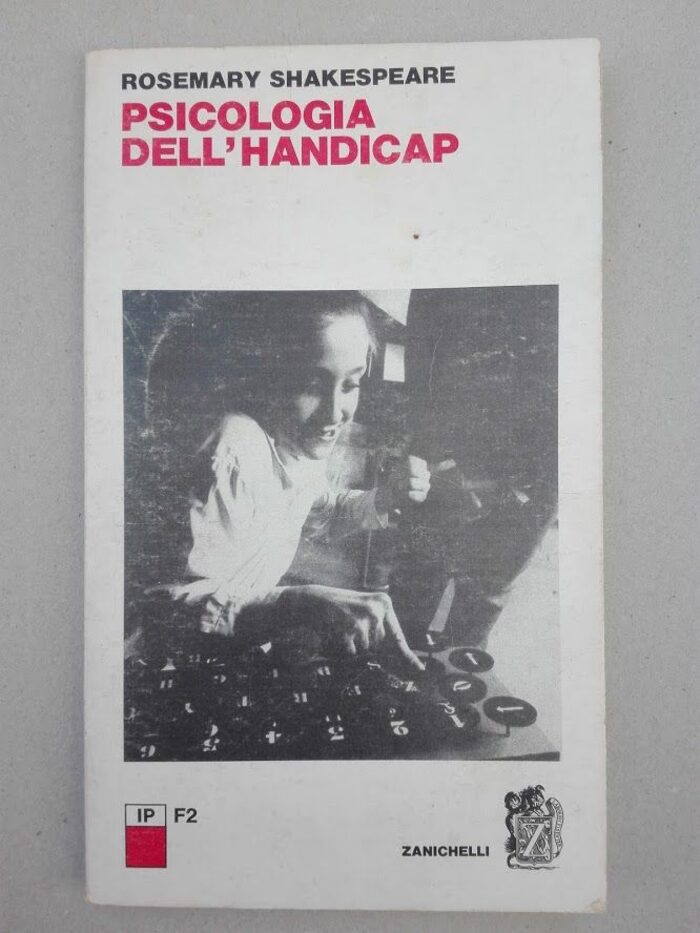 ROSEMARY SHAKESPEARE
PSICOLOGIA
DELL'HANDICAP
IP F2
ZANICHELLI
Z